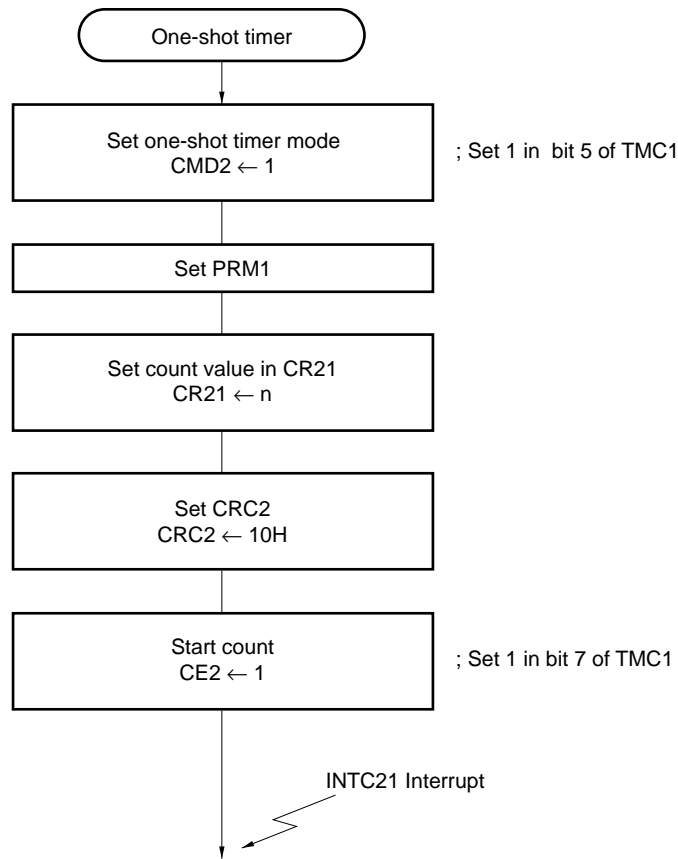 One-shot timer
Set one-shot timer mode
CMD2 ← 1
; Set 1 in bit 5 of TMC1
Set PRM1
Set count value in CR21
CR21 ← n
Set CRC2
CRC2 ← 10H
Start count
CE2 ← 1
; Set 1 in bit 7 of TMC1
INTC21 Interrupt